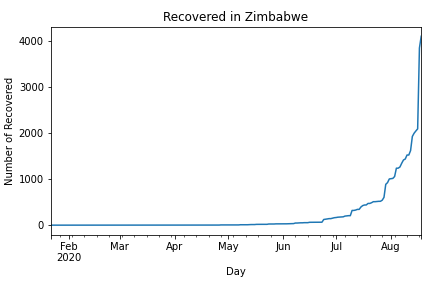 Recovered in Zimbabwe
Number of Recovered
4000
3000
2000
1000
0
Feb Mar Apr May Jun Jul Aug
2020
Day